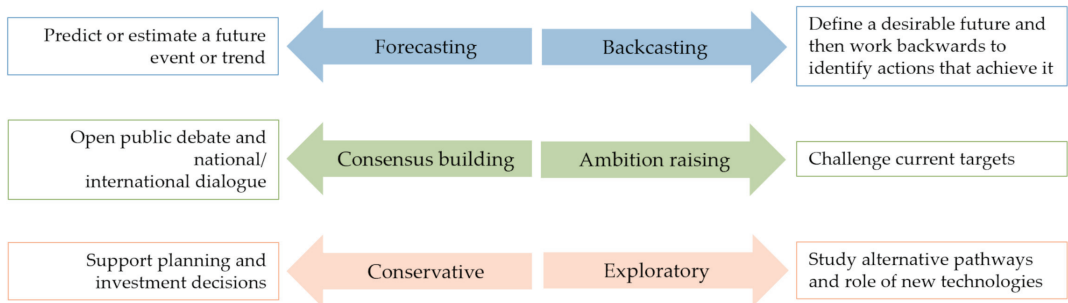 Predict or estimate a future
event or trend
Forecasting
Backcasting
Define a desirable future and
then work backwards to
identify actions that achieve it
Open public debate and
national/
international dialogue
Consensus building
Ambition raising
Challenge current targets
Support planning and
investment decisions
Conservative
Exploratory
Study alternative pathways
and role of new technologies